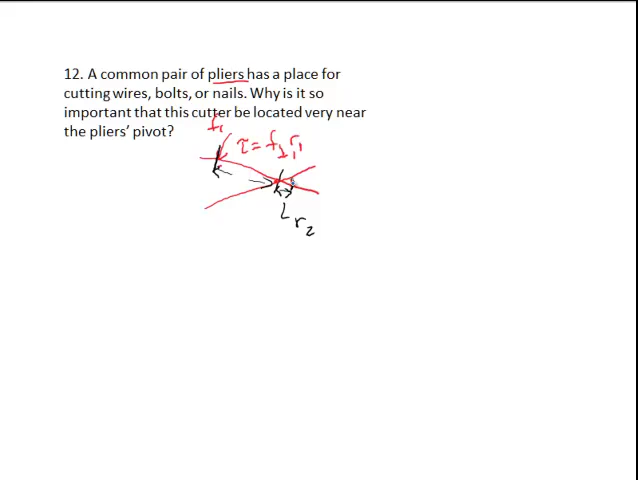 12. A common pair of pliers has a place for
cutting wires, bolts, or nails. Why is it so
important that this cutter be located very near
the pliers’ pivot?
f₁
τ = f₁r₁
r₂